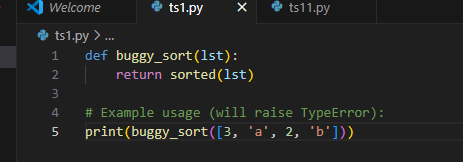 Welcome ts1.py X ts11.py
ts1.py > ...
1 def buggy_sort(lst):
2     return sorted(lst)
3
4 # Example usage (will raise TypeError):
5 print(buggy_sort([3, 'a', 2, 'b']))